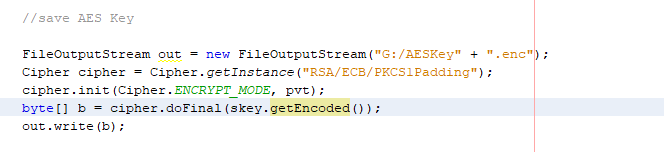 //save AES Key
FileOutputStream out = new FileOutputStream("G:/AESKey" + ".enc");
Cipher cipher = Cipher.getInstance("RSA/ECB/PKCS1Padding");
cipher.init(Cipher.ENCRYPT_MODE, pvt);
byte[] b = cipher.doFinal(skey.getEncoded());
out.write(b);